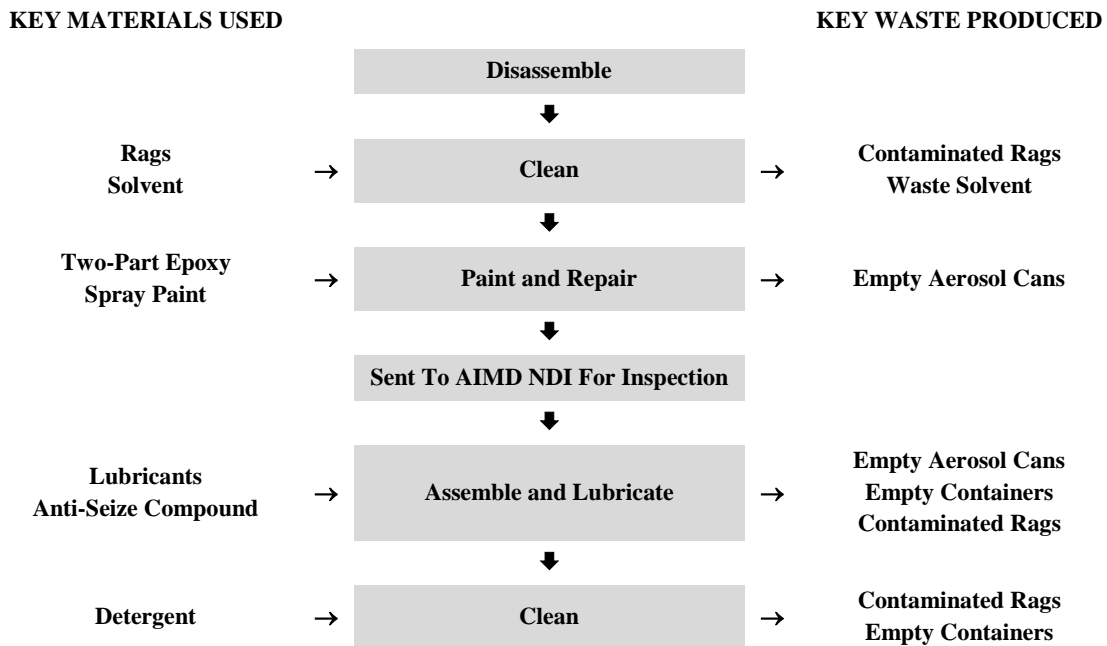 KEY MATERIALS USED
KEY WASTE PRODUCED
Disassemble
Rags
Solvent
→
Clean
→
Contaminated Rags
Waste Solvent
Two-Part Epoxy
Spray Paint
→
Paint and Repair
→
Empty Aerosol Cans
Sent To AIMD NDI For Inspection
Lubricants
Anti-Seize Compound
→
Assemble and Lubricate
→
Empty Aerosol Cans
Empty Containers
Contaminated Rags
Detergent
→
Clean
→
Contaminated Rags
Empty Containers